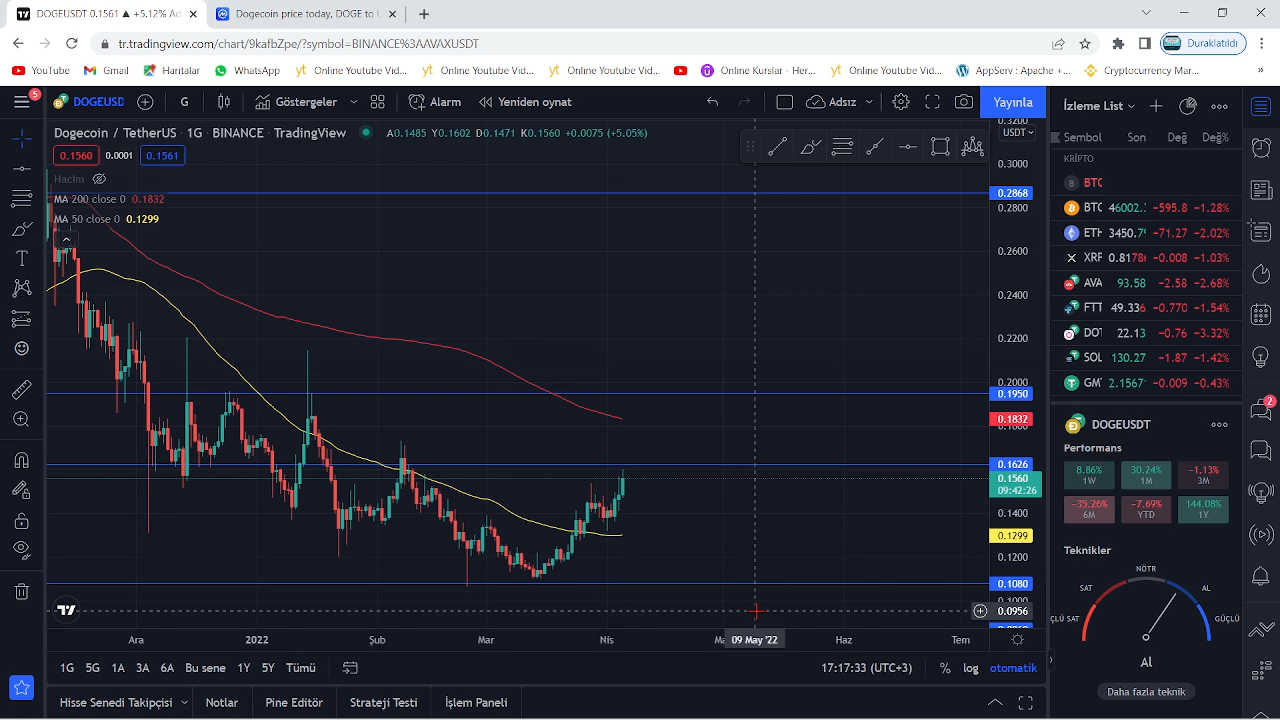 DOGEUSDT 0.1561 ▲ +5.12% Ad
Dogecoin price today, DOGE to U
tr.tradingview.com/chart/9kafbZpe/?symbol=BINANCE%3AAVAXUSDT
Duraklatıldı
YouTube
Gmail
Haritalar
WhatsApp
Online Youtube Vid...
Online Youtube Vid...
Online Youtube Vid...
Online Kurslar - Her...
Online Youtube Vid...
AppServ : Apache +...
Cryptocurrency Mar...
»
5
DOGEUSD
G
Göstergeler
Alarm
Yeniden oynat
Adsız
Yayınla
İzleme List
Dogecoin / TetherUS · 1G · BINANCE · TradingView
A0.1485 Y0.1602 D0.1471 K0.1560 +0.0075 (+5.05%)
0.1560
0.0001
0.1561
Hacim
MA 200 close 0 0.1832
MA 50 close 0 0.1299
0.3200
USDT
0.3000
0.2868
0.2800
0.2600
0.2400
0.2200
0.2000
0.1950
0.1832
0.1800
0.1626
0.1560
09:42:26
0.1400
0.1299
0.1200
0.1080
0.1000
0.0956
Ara
2022
Şub
Mar
Nis
Ma
09 May '22
Haz
Tem
1G
5G
1A
3A
6A
Bu sene
1Y
5Y
Tümü
17:17:33 (UTC+3)
%
log
otomatik
Hisse Senedi Takipçisi
Notlar
Pine Editör
Strateji Testi
İşlem Paneli
Sembol Son Değ Değ%
KRİPTO
BTC
BTC 46002. −595.8 −1.28%
ETH 3450.79 −71.27 −2.02%
XRP 0.81786 −0.008 −1.03%
AVA 93.58 −2.58 −2.68%
FTT 49.336 −0.770 −1.54%
DOT 22.13 −0.76 −3.32%
SOL 130.27 −1.87 −1.42%
GM 2.1567 −0.009 −0.43%
DOGEUSDT
Performans
8.86% 30.24% −1.13%
1W 1M 3M
−35.26% −7.69% 144.08%
6M YTD 1Y
Teknikler
NÖTR
SAT
AL
ÇLÜ SAT
GÜÇLÜ
Al
Daha fazla teknik
2